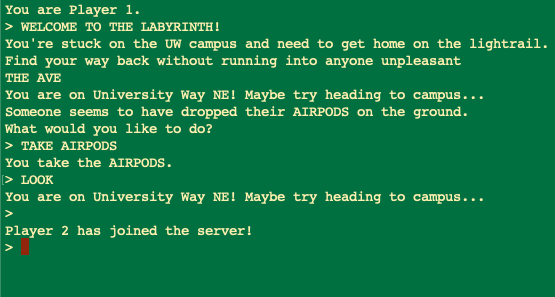 You are Player 1.
> WELCOME TO THE LABYRINTH!
You're stuck on the UW campus and need to get home on the lightrail.
Find your way back without running into anyone unpleasant
THE AVE
You are on University Way NE! Maybe try heading to campus...
Someone seems to have dropped their AIRPODS on the ground.
What would you like to do?
> TAKE AIRPODS
You take the AIRPODS.
> LOOK
You are on University Way NE! Maybe try heading to campus...
>
Player 2 has joined the server!
>